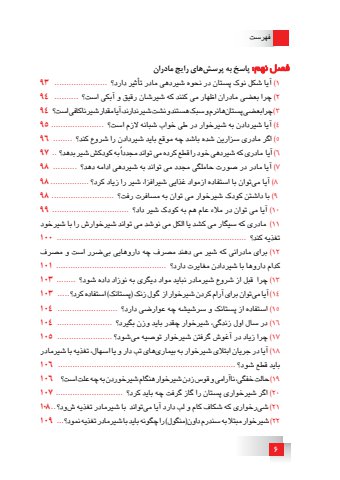 فهرست
فصل نهم: پاسخ به پرسش‌های رایج مادران
۱) آیا شکل نوک پستان در نحوه شیردهی مادر تأثیر دارد؟ ...................... ۹۳
۲) چرا بعضی مادران اظهار می کنند که شیرشان رقیق و آبکی است؟ .......... ۹۴
۳) چرا بعضی پستان‌ها نرم و سبک هستند و نشت شیر ندارند، آیا مقدار شیر ناکافی است؟ ۹۴
۴) آیا شیردادن به شیرخوار در طی خواب شبانه لازم است؟ ...................... ۹۵
۵) اگر مادری سزارین شده باشد چه موقع باید شیردادن را شروع کند؟ ........ ۹۶
۶) آیا مادری که شیردهی خود را قطع کرده می تواند مجدداً به کودکش شیر بدهد؟ .. ۹۷
۷) آیا مادر در صورت حاملگی مجدد می تواند به شیردهی ادامه دهد؟ .......... ۹۸
۸) آیا می‌توان با استفاده ازمواد غذایی شیرافزا، شیر را زیاد کرد؟ ................ ۹۸
۹) با داشتن کودک شیرخوار می توان به مسافرت رفت؟ ...................... ۹۸
۱۰) آیا می توان در ملاء عام هم به کودک شیر داد؟ ........................... ۹۹
۱۱) مادری که سیگار می کشد یا الکل می نوشد می تواند شیرخوارش را با شیرخود
تغذیه کند؟ ............................................................ ۱۰۰
۱۲) برای مادرانی که شیر می دهند مصرف چه داروهایی بی‌ضرر است و مصرف
کدام داروها با شیردادن مغایرت دارد؟ ........................................ ۱۰۱
۱۳) چرا قبل از شروع شیرمادر نباید مواد دیگری به نوزاد داده شود؟ ........ ۱۰۳
۱۴) آیا می‌توان برای آرام کردن شیرخوار از گول زنک (پستانک) استفاده کرد؟ ..... ۱۰۳
۱۵) استفاده از پستانک و سرشیشه چه عوارضی دارد؟ ...................... ۱۰۴
۱۶) در سال اول زندگی، شیرخوار چقدر باید وزن بگیرد؟ ...................... ۱۰۴
۱۷) چرا زیاد در آغوش گرفتن شیرخوار توصیه می‌شود؟ ...................... ۱۰۵
۱۸) آیا در جریان ابتلای شیرخوار به بیماری‌های تب دار و یا اسهال، تغذیه با شیرمادر
باید قطع شود؟ ............................................................ ۱۰۶
۱۹) حالت خفگی، ناآرامی و قوس زدن شیرخوار هنگام شیرخوردن به چه علت است؟ ۱۰۶
۲۰) اگر شیرخواری پستان را گاز گرفت چه باید کرد؟ .......................... ۱۰۷
۲۱) شیرخواری که شکاف کام و لب دارد آیا می‌تواند با شیرمادر تغذیه شود؟ .. ۱۰۸
۲۲) شیرخوار مبتلا به سندرم داون(منگول) را چگونه باید با شیرمادر تغذیه نمود؟ ... ۱۰۹
۶